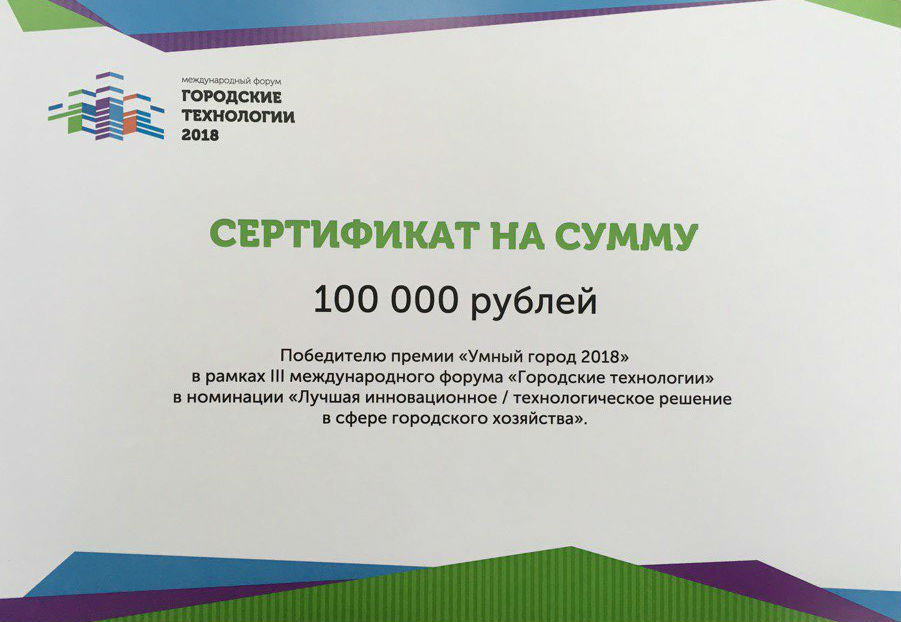 международный форум
ГОРОДСКИЕ
ТЕХНОЛОГИИ
2018
СЕРТИФИКАТ НА СУММУ
100 000 рублей
Победителю премии «Умный город 2018»
в рамках III международного форума «Городские технологии»
в номинации «Лучшая инновационное / технологическое решение
в сфере городского хозяйства».